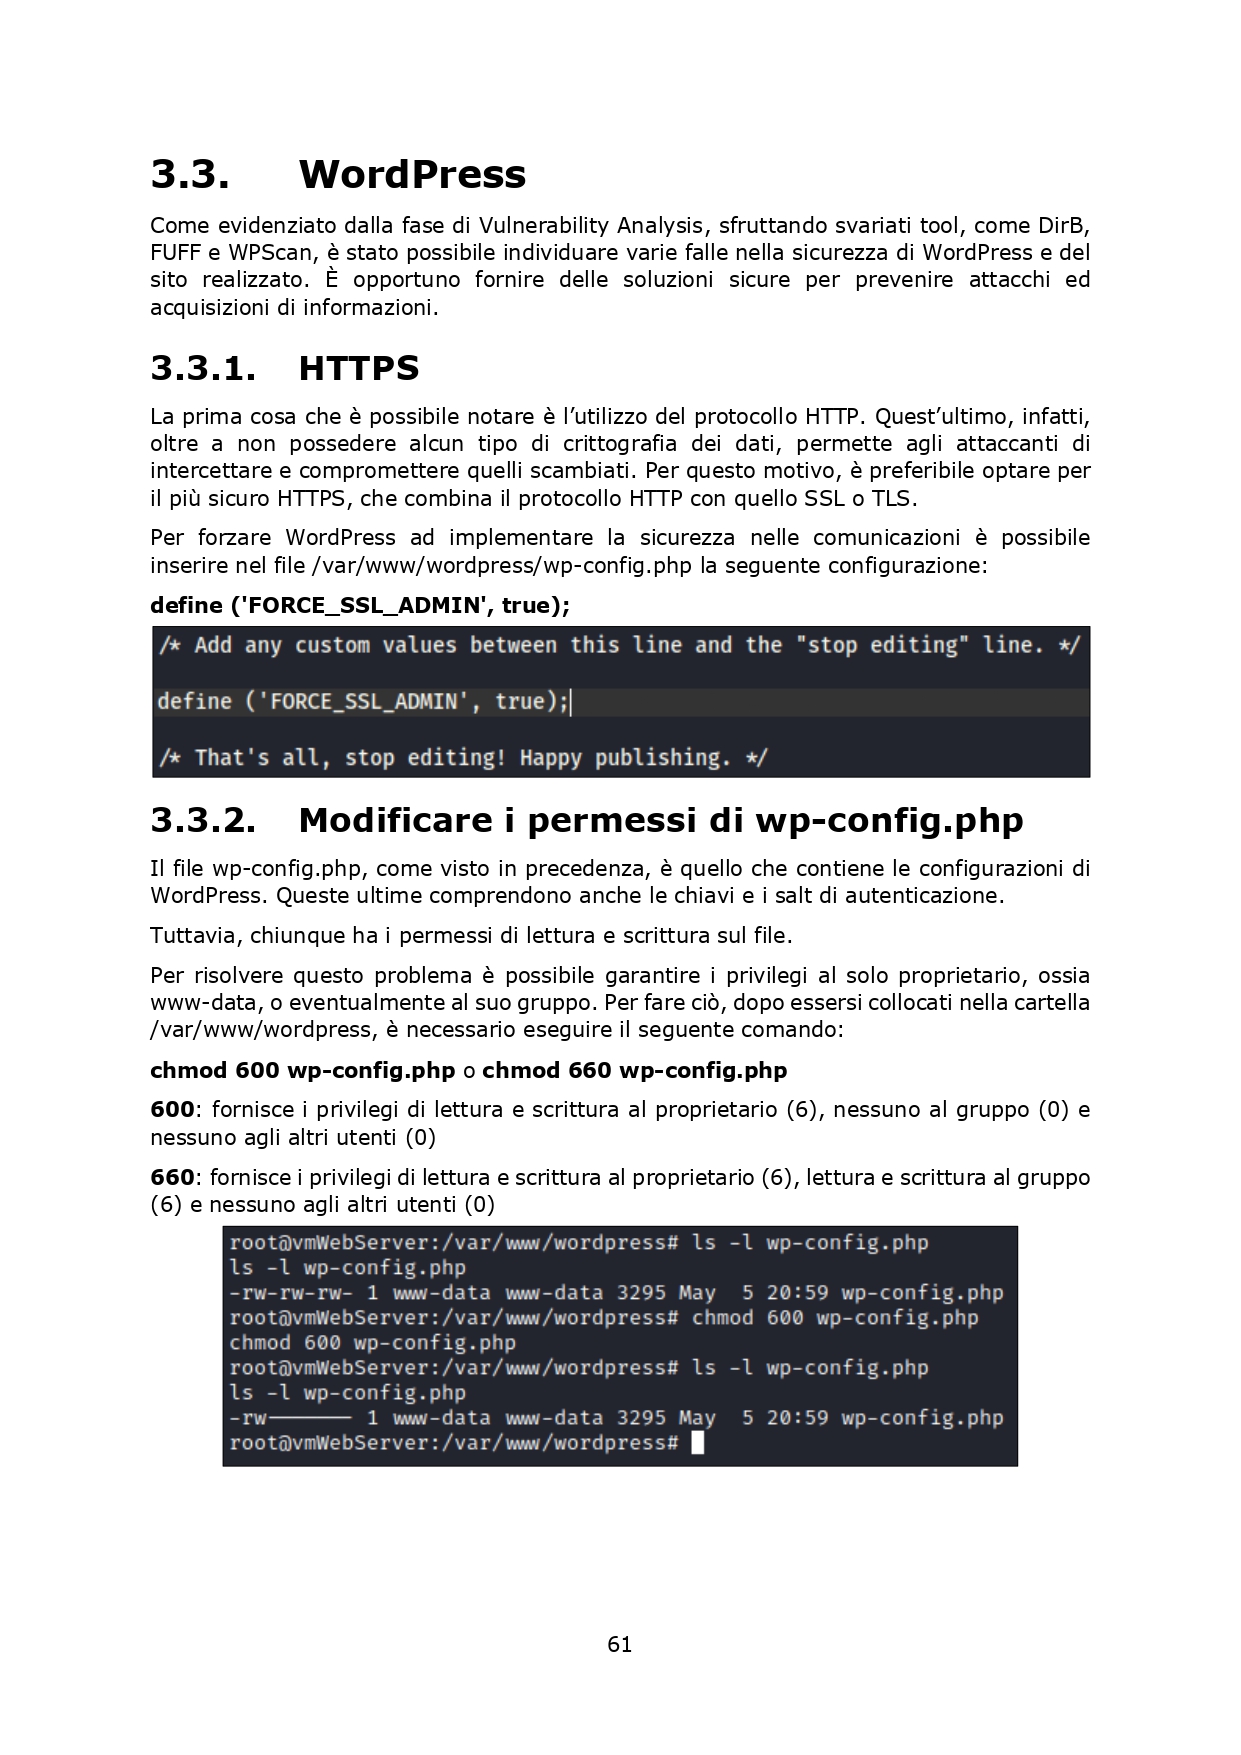 3.3. WordPress
Come evidenziato dalla fase di Vulnerability Analysis, sfruttando svariati tool, come DirB,
FUFF e WPScan, è stato possibile individuare varie falle nella sicurezza di WordPress e del
sito realizzato. È opportuno fornire delle soluzioni sicure per prevenire attacchi ed
acquisizioni di informazioni.
3.3.1. HTTPS
La prima cosa che è possibile notare è l’utilizzo del protocollo HTTP. Quest’ultimo, infatti,
oltre a non possedere alcun tipo di crittografia dei dati, permette agli attaccanti di
intercettare e compromettere quelli scambiati. Per questo motivo, è preferibile optare per
il più sicuro HTTPS, che combina il protocollo HTTP con quello SSL o TLS.
Per forzare WordPress ad implementare la sicurezza nelle comunicazioni è possibile
inserire nel file /var/www/wordpress/wp-config.php la seguente configurazione:
define ('FORCE_SSL_ADMIN', true);
/* Add any custom values between this line and the "stop editing" line. */
define ('FORCE_SSL_ADMIN', true);
/* That's all, stop editing! Happy publishing. */
3.3.2. Modificare i permessi di wp-config.php
Il file wp-config.php, come visto in precedenza, è quello che contiene le configurazioni di
WordPress. Queste ultime comprendono anche le chiavi e i salt di autenticazione.
Tuttavia, chiunque ha i permessi di lettura e scrittura sul file.
Per risolvere questo problema è possibile garantire i privilegi al solo proprietario, ossia
www-data, o eventualmente al suo gruppo. Per fare ciò, dopo essersi collocati nella cartella
/var/www/wordpress, è necessario eseguire il seguente comando:
chmod 600 wp-config.php o chmod 660 wp-config.php
600: fornisce i privilegi di lettura e scrittura al proprietario (6), nessuno al gruppo (0) e
nessuno agli altri utenti (0)
660: fornisce i privilegi di lettura e scrittura al proprietario (6), lettura e scrittura al gruppo
(6) e nessuno agli altri utenti (0)
root@vmWebServer:/var/www/wordpress# ls -l wp-config.php
ls -l wp-config.php
-rw-rw-rw- 1 www-data www-data 3295 May  5 20:59 wp-config.php
root@vmWebServer:/var/www/wordpress# chmod 600 wp-config.php
chmod 600 wp-config.php
root@vmWebServer:/var/www/wordpress# ls -l wp-config.php
ls -l wp-config.php
-rw------- 1 www-data www-data 3295 May  5 20:59 wp-config.php
root@vmWebServer:/var/www/wordpress#
61